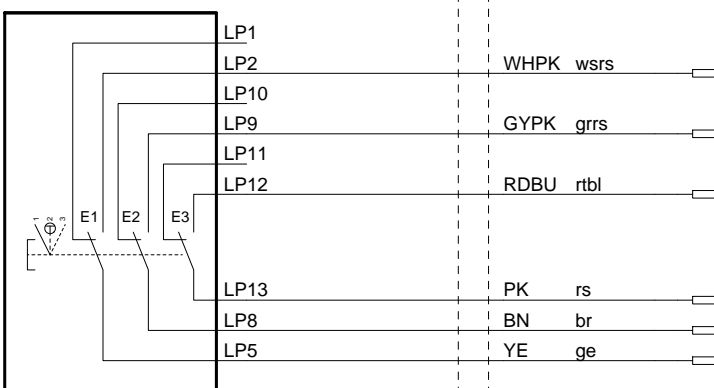 LP1
LP2 WHPK wsrs
LP10
LP9 GYPK grrs
LP11
LP12 RDBU rtbl
1 2 3 E1 E2 E3
LP13 PK rs
LP8 BN br
LP5 YE ge